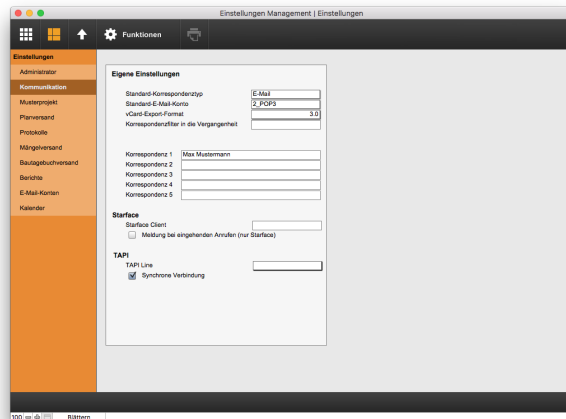 Einstellungen Management | Einstellungen
Funktionen
Einstellungen
Administrator
Kommunikation
Musterprojekt
Planversand
Protokolle
Mängelversand
Bautagebuchversand
Berichte
E-Mail-Konten
Kalender
Eigene Einstellungen
Standard-Korrespondenztyp E-Mail
Standard-E-Mail-Konto 2_POP3
vCard-Export-Format 3.0
Korrespondenzfilter in die Vergangenheit
Korrespondenz 1 Max Mustermann
Korrespondenz 2
Korrespondenz 3
Korrespondenz 4
Korrespondenz 5
Starface
Starface Client
Meldung bei eingehenden Anrufen (nur Starface)
TAPI
TAPI Line
Synchrone Verbindung
100 Blättern